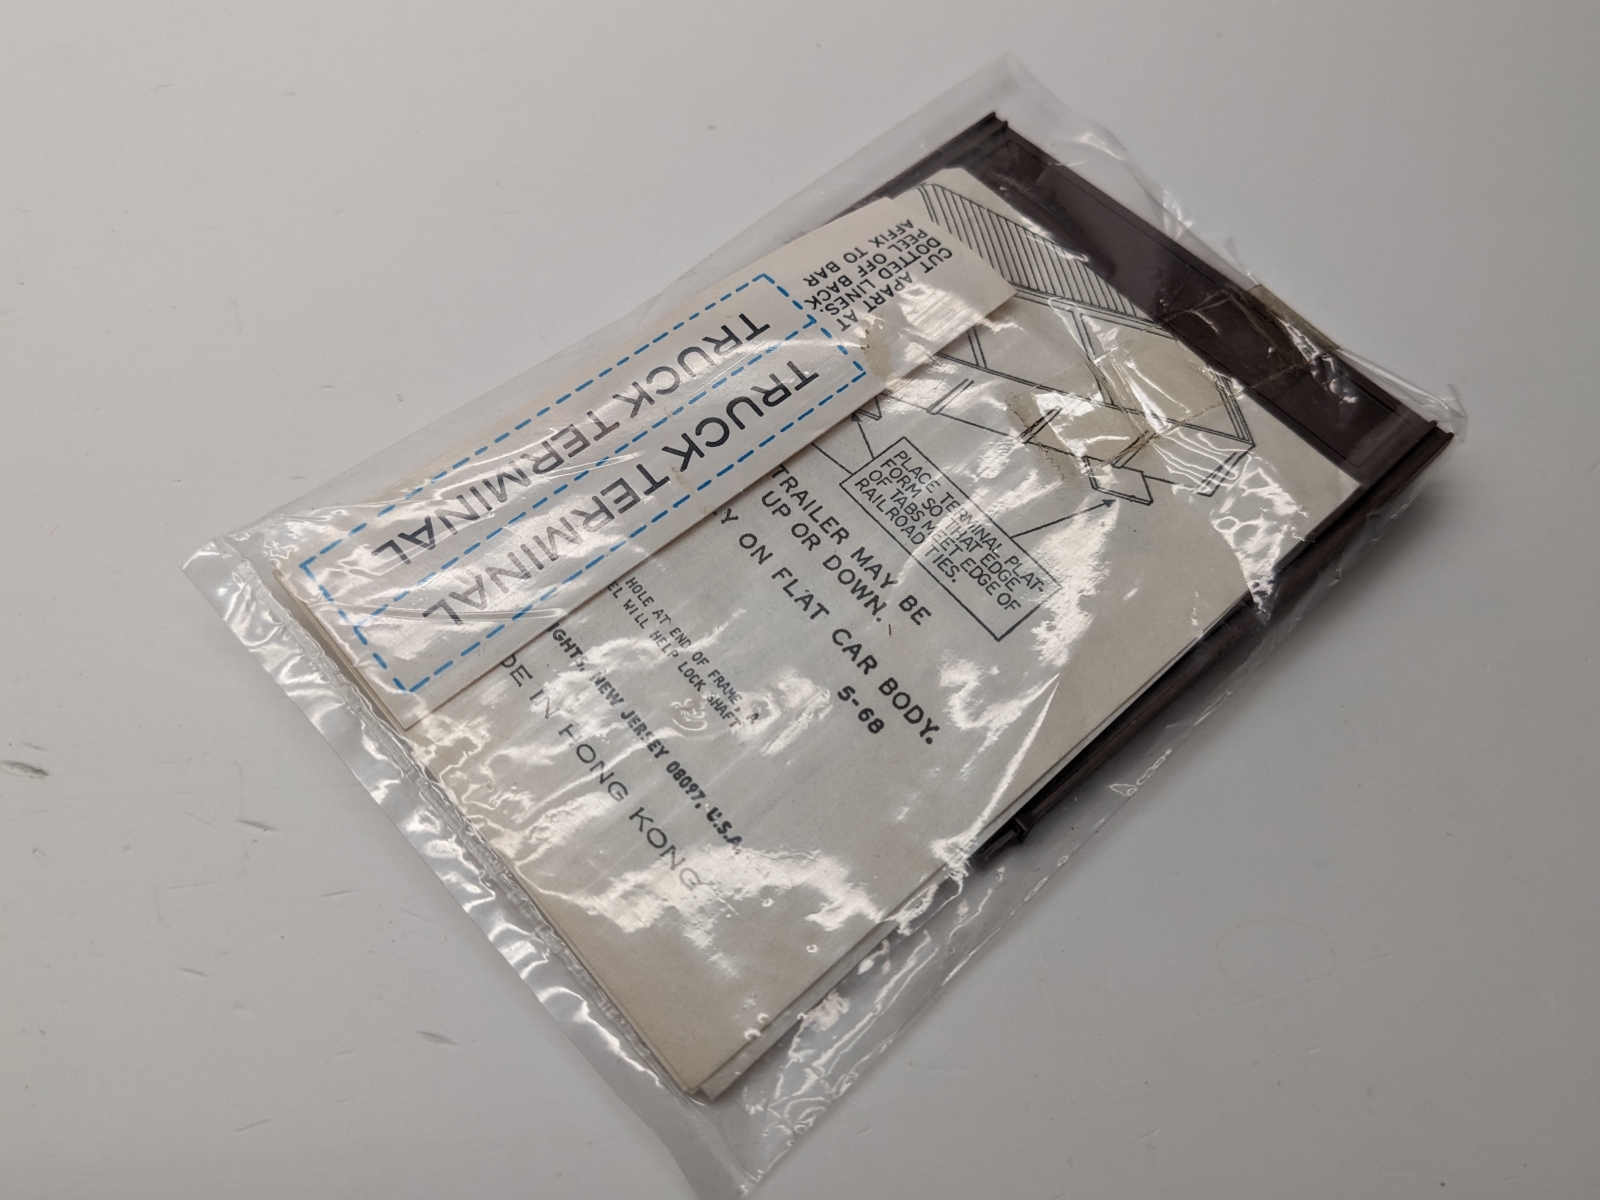 CUT APART AT
DOTTED LINES.
PEEL OFF BACK
AFFIX TO BAR
TRUCK TERMINAL
TRUCK TERMINAL
PLACE TERMINAL PLAT-
FORM SO THAT EDGE
OF TABS MEET EDGE OF
RAILROAD TIES.
TRAILER MAY BE
UP OR DOWN.
ON FLAT CAR BODY.
S-68
HOLE AT END OF FRAME. A
WILL HELP LOCK SHAFT
NEW JERSEY 08097, U.S.A.
IN HONG KONG